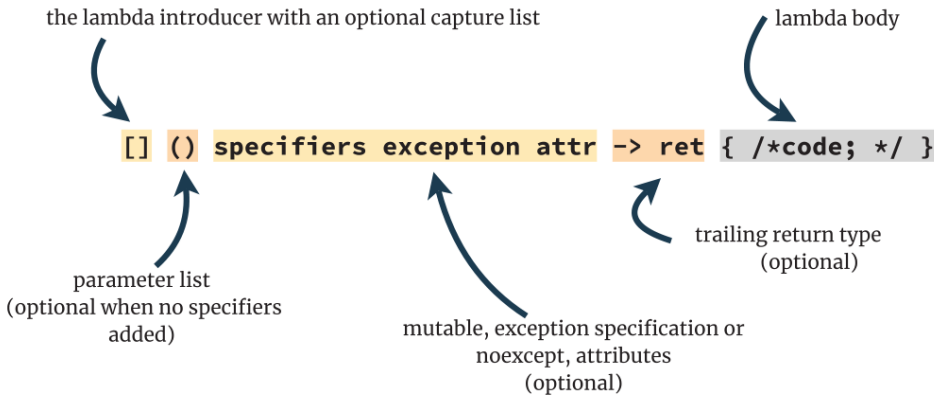 the lambda introducer with an optional capture list
lambda body
[] () specifiers exception attr -> ret { /*code; */ }
trailing return type
(optional)
parameter list
(optional when no specifiers
added)
mutable, exception specification or
noexcept, attributes
(optional)